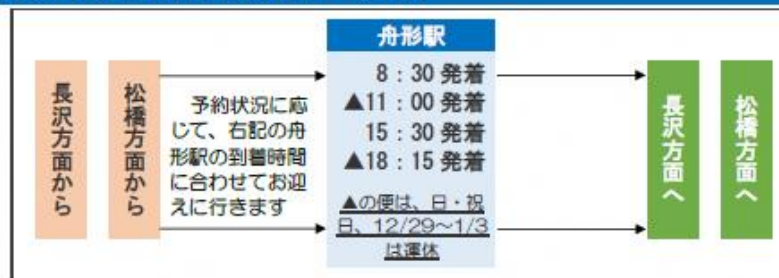 長沢方面から
松橋方面から
予約状況に応
じて、右記の舟
形駅の到着時間
に合わせてお迎
えに行きます
舟形駅
8：30 発着
▲11：00 発着
15：30 発着
▲18：15 発着
▲の便は、日・祝
日、12/29～1/3
は運休
長沢方面へ
松橋方面へ